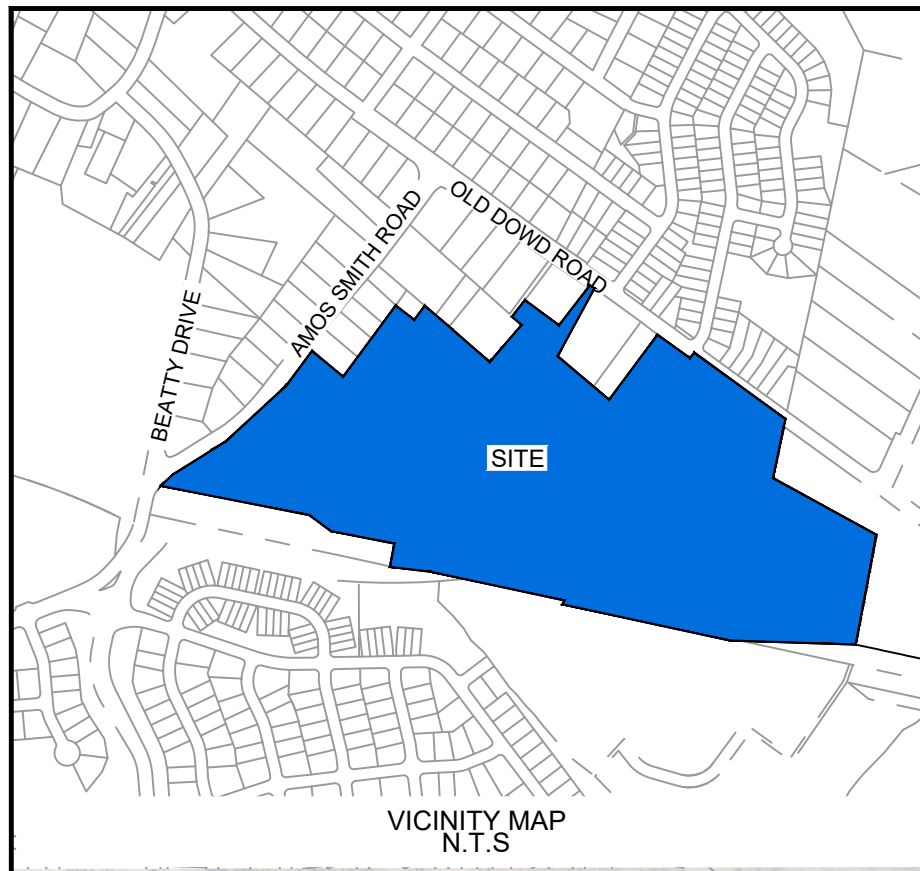 OLD DOWD ROAD
AMOS SMITH ROAD
BEATTY DRIVE
SITE
VICINITY MAP
N.T.S